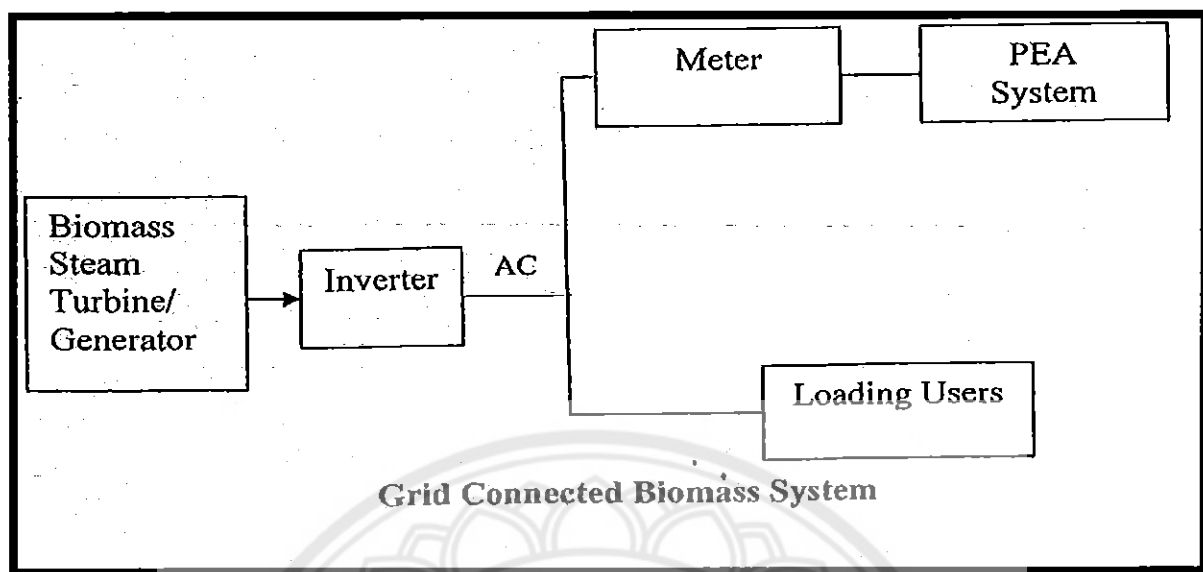 Meter
PEA
System
Biomass
Steam
Turbine/
Generator
Inverter
AC
Loading Users
Grid Connected Biomass System